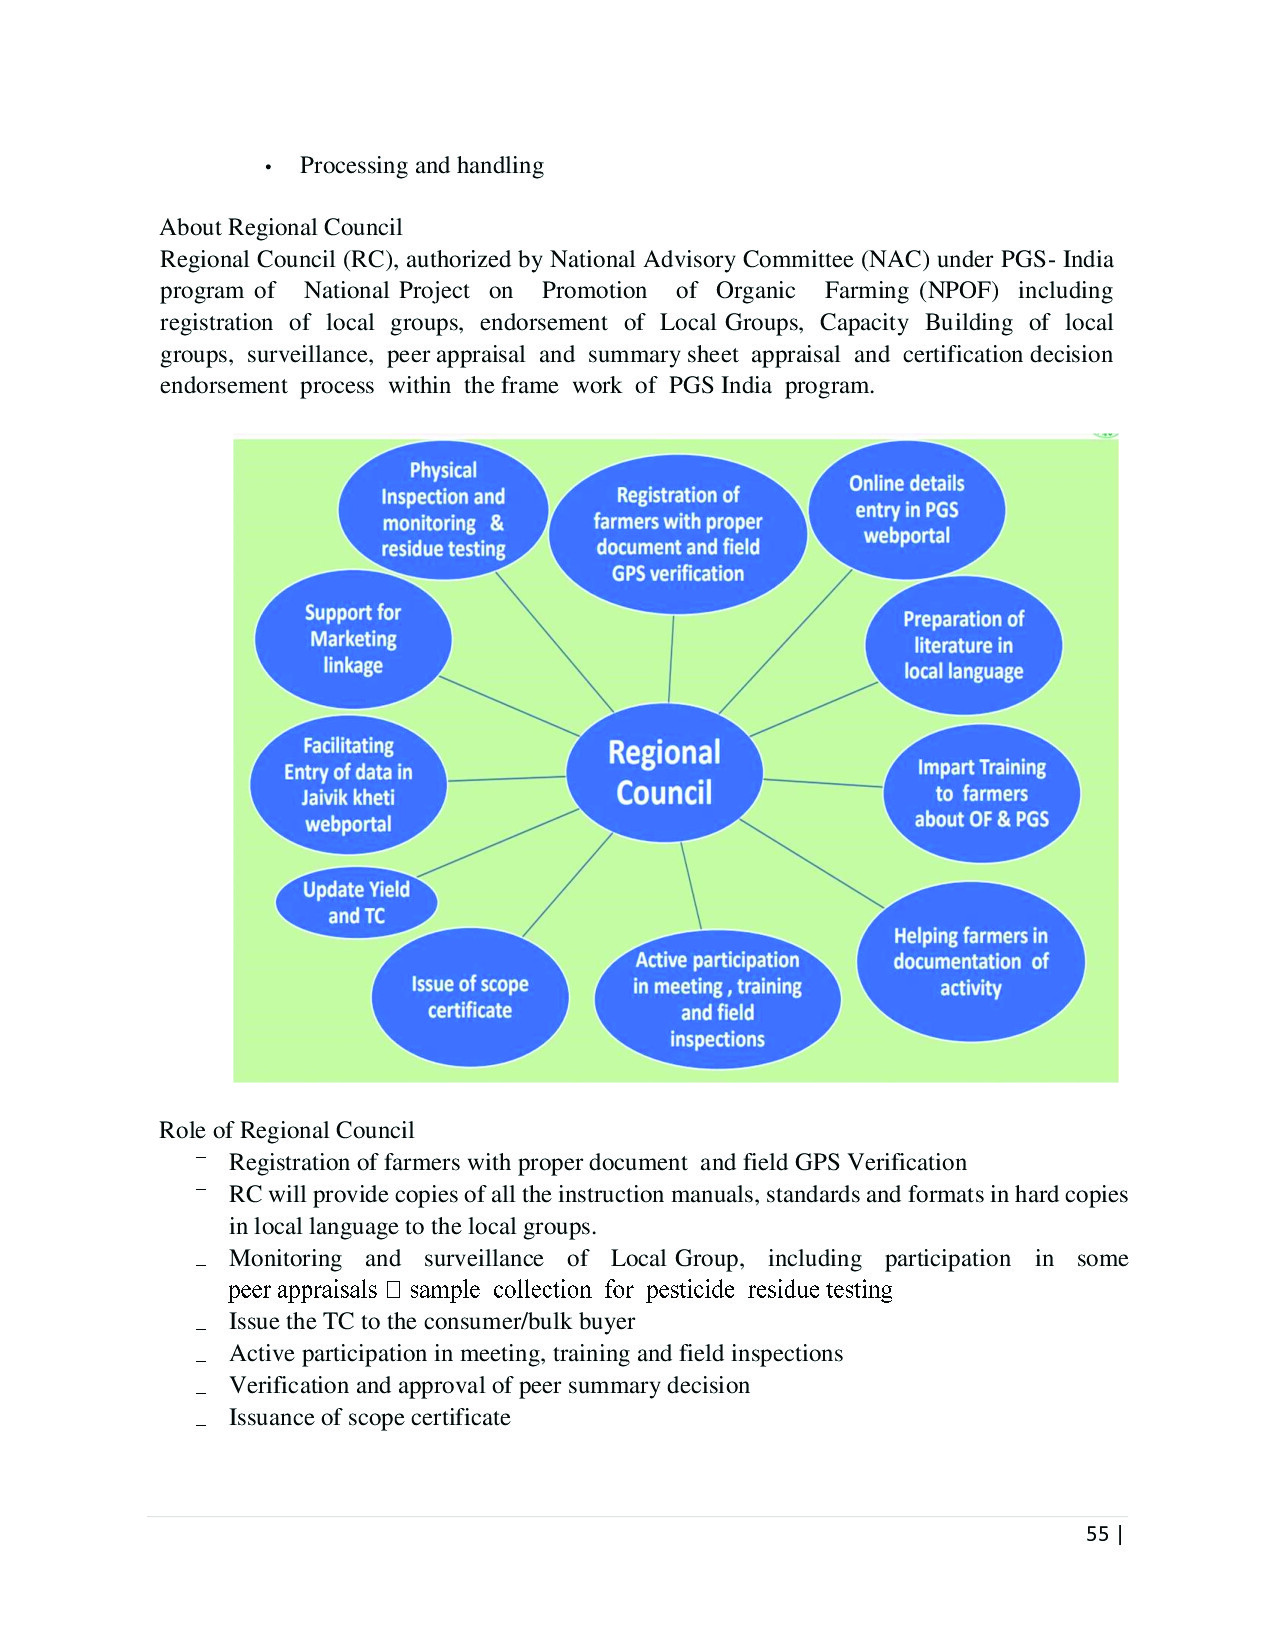 • Processing and handling
About Regional Council
Regional Council (RC), authorized by National Advisory Committee (NAC) under PGS- India
program of National Project on Promotion of Organic Farming (NPOF) including
registration of local groups, endorsement of Local Groups, Capacity Building of local
groups, surveillance, peer appraisal and summary sheet appraisal and certification decision
endorsement process within the frame work of PGS India program.
Physical
Inspection and
monitoring &
residue testing
Registration of
farmers with proper
document and field
GPS verification
Online details
entry in PGS
webportal
Support for
Marketing
linkage
Preparation of
literature in
local language
Regional
Council
Facilitating
Entry of data in
Jaivik kheti
webportal
Impart Training
to farmers
about OF & PGS
Update Yield
and TC
Helping farmers in
documentation of
activity
Issue of scope
certificate
Active participation
in meeting , training
and field
inspections
Role of Regional Council
– Registration of farmers with proper document and field GPS Verification
– RC will provide copies of all the instruction manuals, standards and formats in hard copies
in local language to the local groups.
– Monitoring and surveillance of Local Group, including participation in some
peer appraisals □ sample collection for pesticide residue testing
– Issue the TC to the consumer/bulk buyer
– Active participation in meeting, training and field inspections
– Verification and approval of peer summary decision
– Issuance of scope certificate
55 |